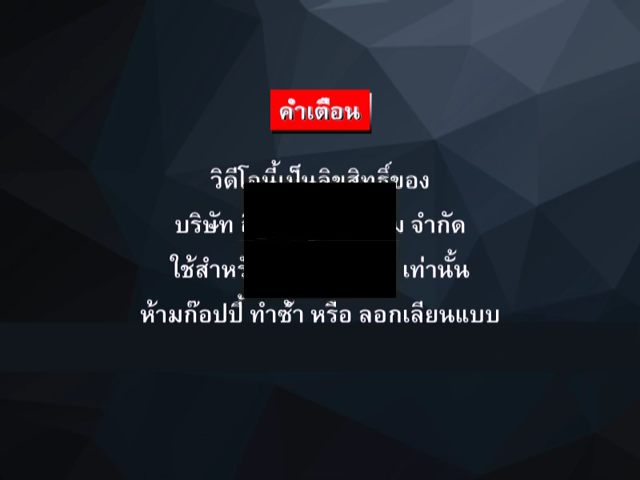 คำเตือน
วิดีโอนี้เป็นลิขสิทธิ์ของ
บริษัท จำกัด
เท่านั้น
ห้ามก๊อปปี้ ทำซ้ำ หรือ ลอกเลียนแบบ